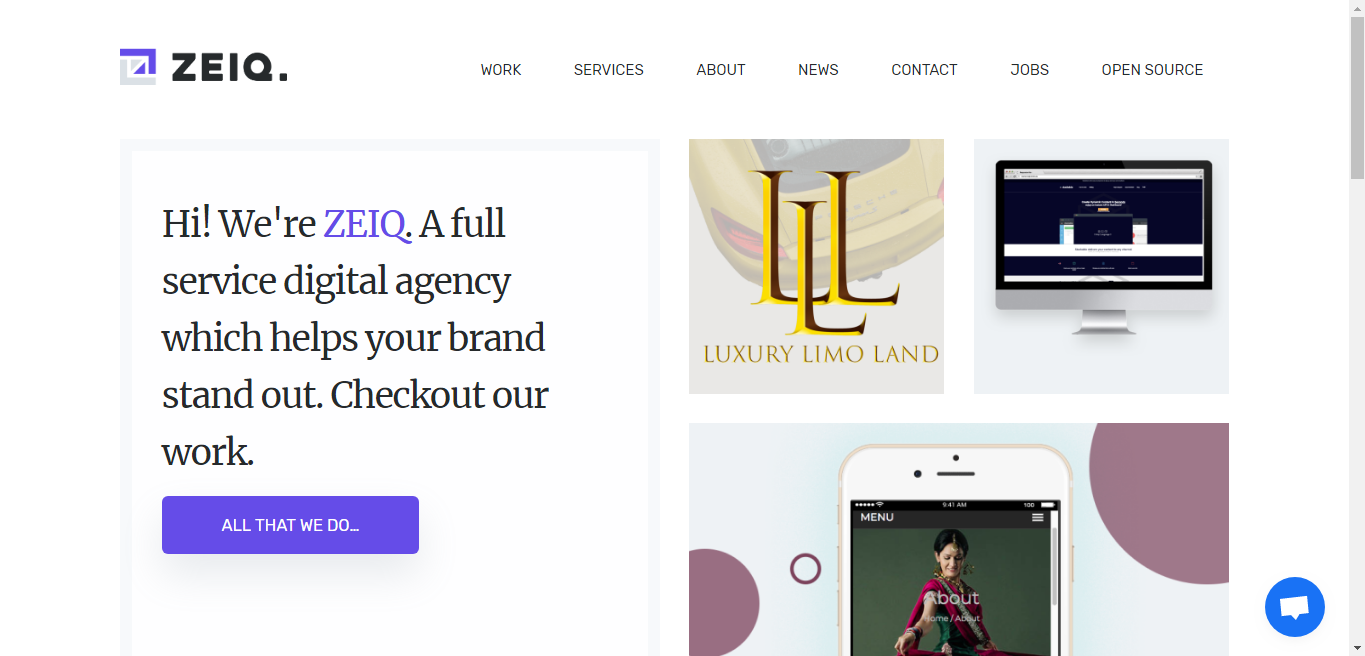 ZEIQ.
WORK SERVICES ABOUT NEWS CONTACT JOBS OPEN SOURCE
Hi! We're ZEIQ. A full
service digital agency
which helps your brand
stand out. Checkout our
work.
ALL THAT WE DO...
LLL
LUXURY LIMO LAND
9:41 AM 100
MENU
About
Home / About